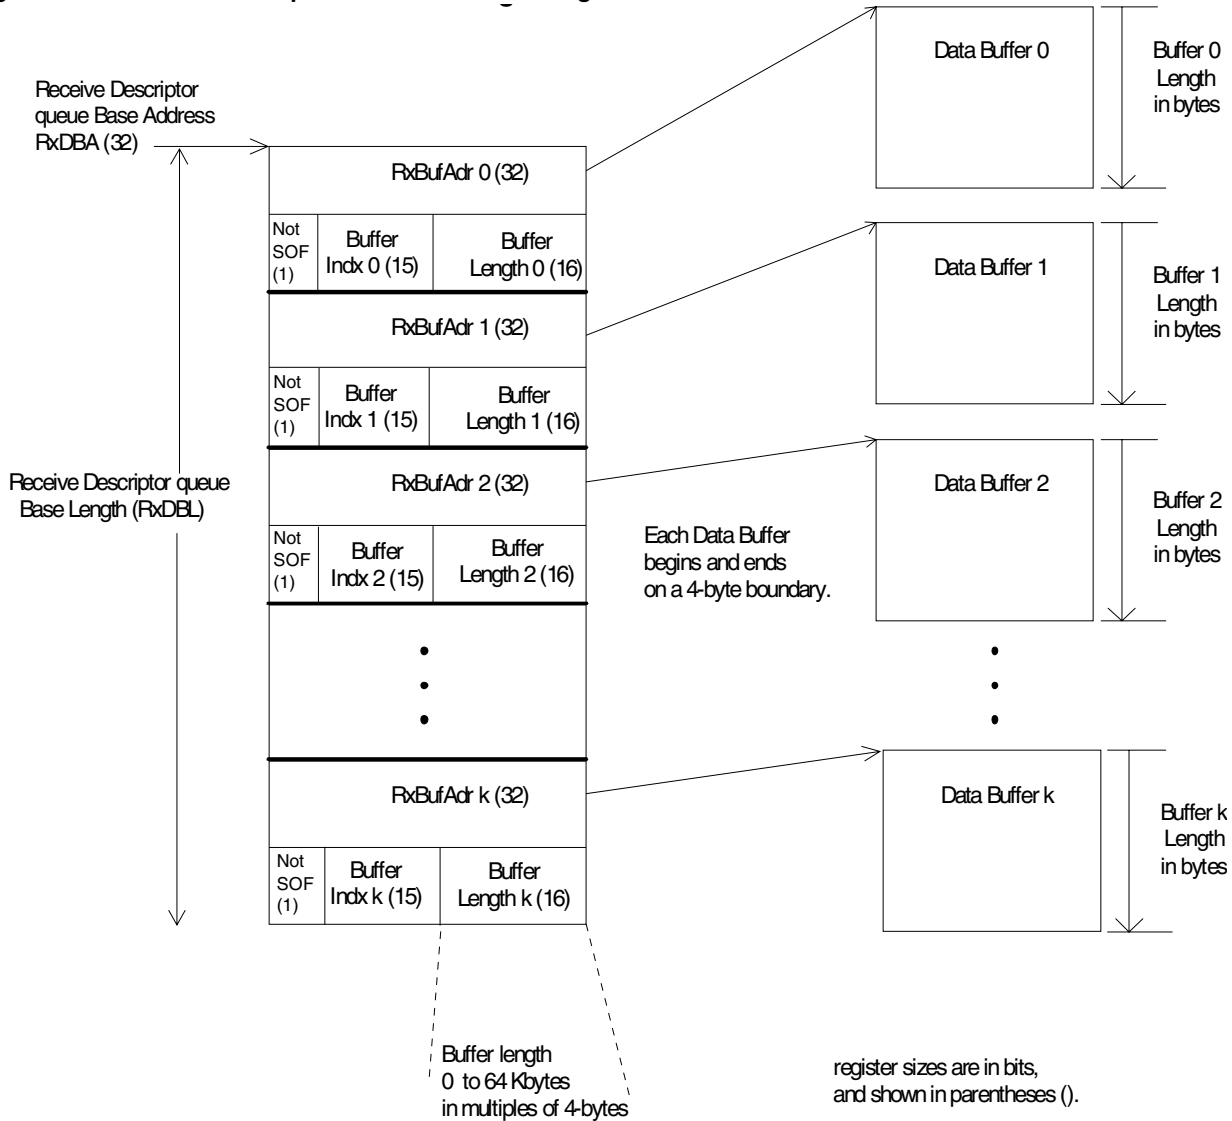 Data Buffer 0
Buffer 0
Length
in bytes
Receive Descriptor
queue Base Address
RxDBA (32)
RxBufAdr 0 (32)
Not
SOF
(1)
Buffer
Indx 0 (15)
Buffer
Length 0 (16)
Data Buffer 1
Buffer 1
Length
in bytes
RxBufAdr 1 (32)
Not
SOF
(1)
Buffer
Indx 1 (15)
Buffer
Length 1 (16)
Receive Descriptor queue
Base Length (RxDBL)
RxBufAdr 2 (32)
Not
SOF
(1)
Buffer
Indx 2 (15)
Buffer
Length 2 (16)
Each Data Buffer
begins and ends
on a 4-byte boundary.
Data Buffer 2
Buffer 2
Length
in bytes
RxBufAdr k (32)
Not
SOF
(1)
Buffer
Indx k (15)
Buffer
Length k (16)
Data Buffer k
Buffer k
Length
in bytes
Buffer length
0 to 64 Kbytes
in multiples of 4-bytes
register sizes are in bits,
and shown in parentheses ().